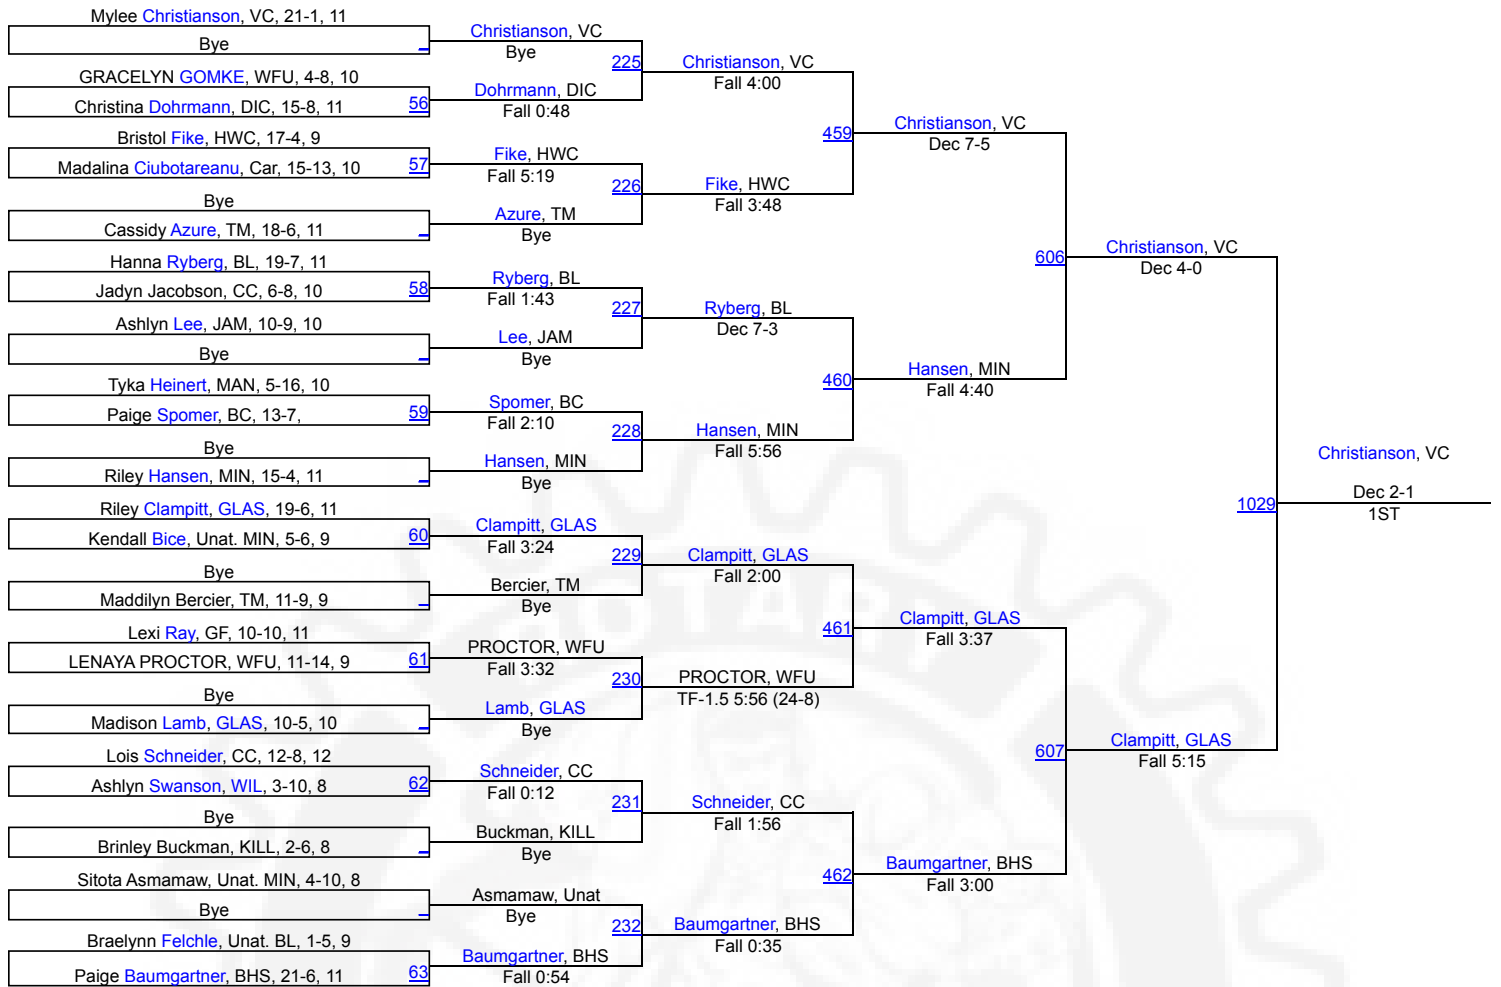 Mylee Christianson, VC, 21-1, 11
Bye
GRACELYN GOMKE, WFU, 4-8, 10
Christina Dohrmann, DIC, 15-8, 11
56
Bristol Fike, HWC, 17-4, 9
Madalina Ciubotareanu, Car, 15-13, 10
57
Bye
Cassidy Azure, TM, 18-6, 11
Hanna Ryberg, BL, 19-7, 11
Jadyn Jacobson, CC, 6-8, 10
58
Ashlyn Lee, JAM, 10-9, 10
Bye
Tyka Heinert, MAN, 5-16, 10
Paige Spomer, BC, 13-7,
59
Bye
Riley Hansen, MIN, 15-4, 11
Riley Clampitt, GLAS, 19-6, 11
Kendall Bice, Unat. MIN, 5-6, 9
60
Bye
Maddilyn Bercier, TM, 11-9, 9
Lexi Ray, GF, 10-10, 11
LENAYA PROCTOR, WFU, 11-14, 9
61
Bye
Madison Lamb, GLAS, 10-5, 10
Lois Schneider, CC, 12-8, 12
Ashlyn Swanson, WIL, 3-10, 8
62
Bye
Brinley Buckman, KILL, 2-6, 8
Sitota Asmamaw, Unat. MIN, 4-10, 8
Bye
Braelynn Felchle, Unat. BL, 1-5, 9
Paige Baumgartner, BHS, 21-6, 11
63
Christianson, VC
Bye
225
Dohrmann, DIC
Fall 0:48
Fike, HWC
Fall 5:19
226
Azure, TM
Bye
Ryberg, BL
Fall 1:43
227
Lee, JAM
Bye
Spomer, BC
Fall 2:10
228
Hansen, MIN
Bye
Clampitt, GLAS
Fall 3:24
229
Bercier, TM
Bye
PROCTOR, WFU
Fall 3:32
230
Lamb, GLAS
Bye
Schneider, CC
Fall 0:12
231
Buckman, KILL
Bye
Asmamaw, Unat
Bye
232
Baumgartner, BHS
Fall 0:54
Christianson, VC
Fall 4:00
459
Fike, HWC
Fall 3:48
Ryberg, BL
Dec 7-3
460
Hansen, MIN
Fall 5:56
Clampitt, GLAS
Fall 2:00
461
PROCTOR, WFU
TF-1.5 5:56 (24-8)
Schneider, CC
Fall 1:56
462
Baumgartner, BHS
Fall 0:35
Christianson, VC
Dec 7-5
606
Hansen, MIN
Fall 4:40
Clampitt, GLAS
Fall 3:37
607
Baumgartner, BHS
Fall 3:00
Christianson, VC
Dec 4-0
1029
Clampitt, GLAS
Fall 5:15
Christianson, VC
Dec 2-1
1ST
OTARY